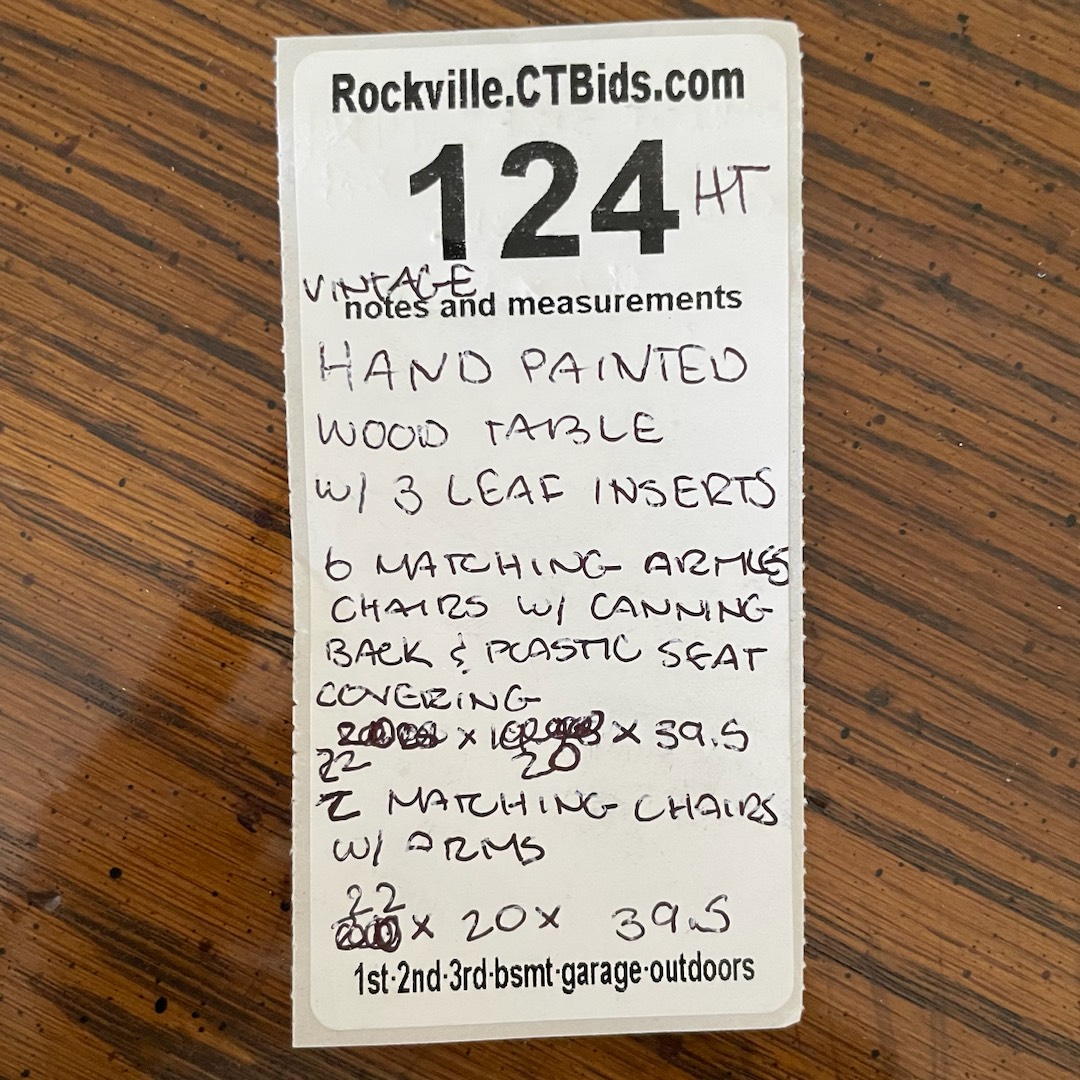 Rockville.CTBids.com
124 HT
VINTAGE
notes and measurements
HAND PAINTED
WOOD TABLE
W/ 3 LEAF INSERTS
6 MATCHING ARMLES
CHAIRS W/ CANNING
BACK & PLASTIC SEAT
COVERING
x x 39.5
22 20
2 MATCHING CHAIRS
W/ ARMS
22
x 20 x 39.5
1st·2nd·3rd·bsmt·garage·outdoors